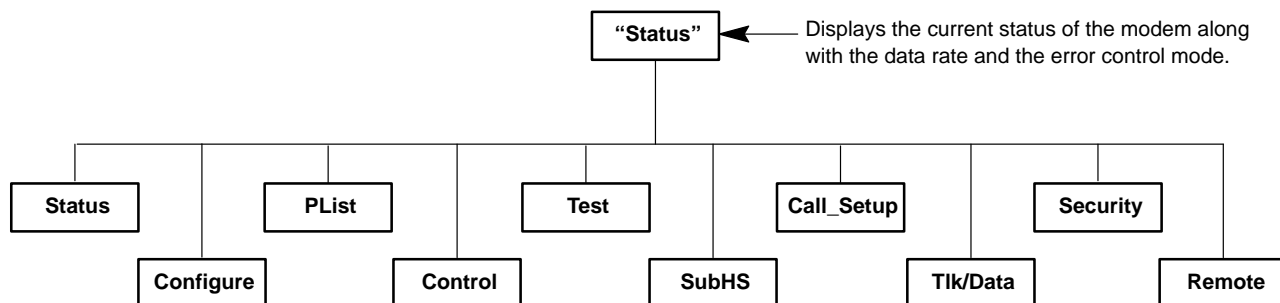 “Status”
Displays the current status of the modem along
with the data rate and the error control mode.
Status
PList
Test
Call_Setup
Security
Configure
Control
SubHS
Tlk/Data
Remote